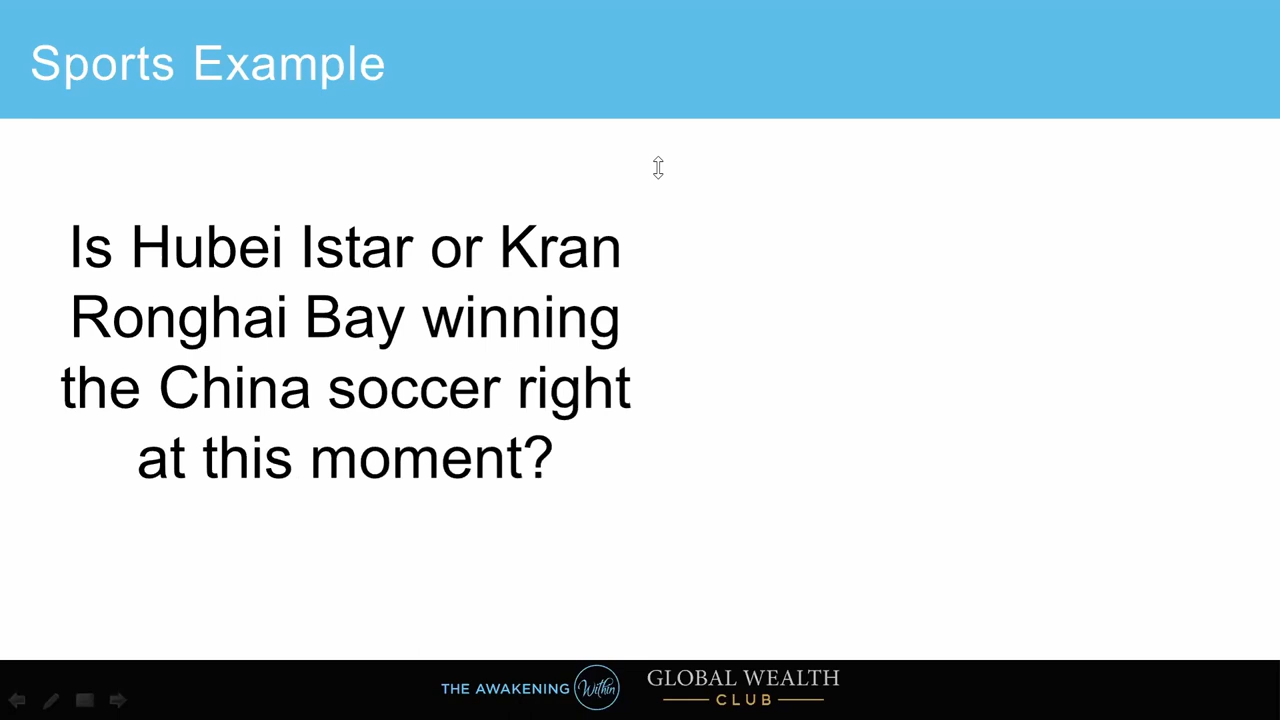 Sports Example
Is Hubei Istar or Kran
Ronghai Bay winning
the China soccer right
at this moment?
THE AWAKENING Within
GLOBAL WEALTH
CLUB